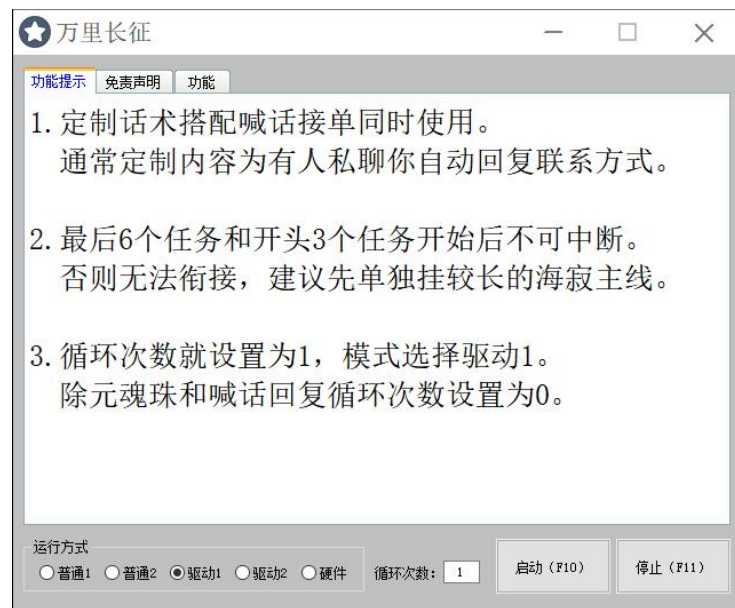 万里长征
功能提示 免责声明 功能
1.定制话术搭配喊话接单同时使用。
通常定制内容为有人私聊你自动回复联系方式。
2.最后6个任务和开头3个任务开始后不可中断。
否则无法衔接，建议先单独挂较长的海寂主线。
3.循环次数就设置为1，模式选择驱动1。
除元魂珠和喊话回复循环次数设置为0。
运行方式
普通1 普通2 驱动1 驱动2 硬件 循环次数： 1 启动（F10） 停止（F11）